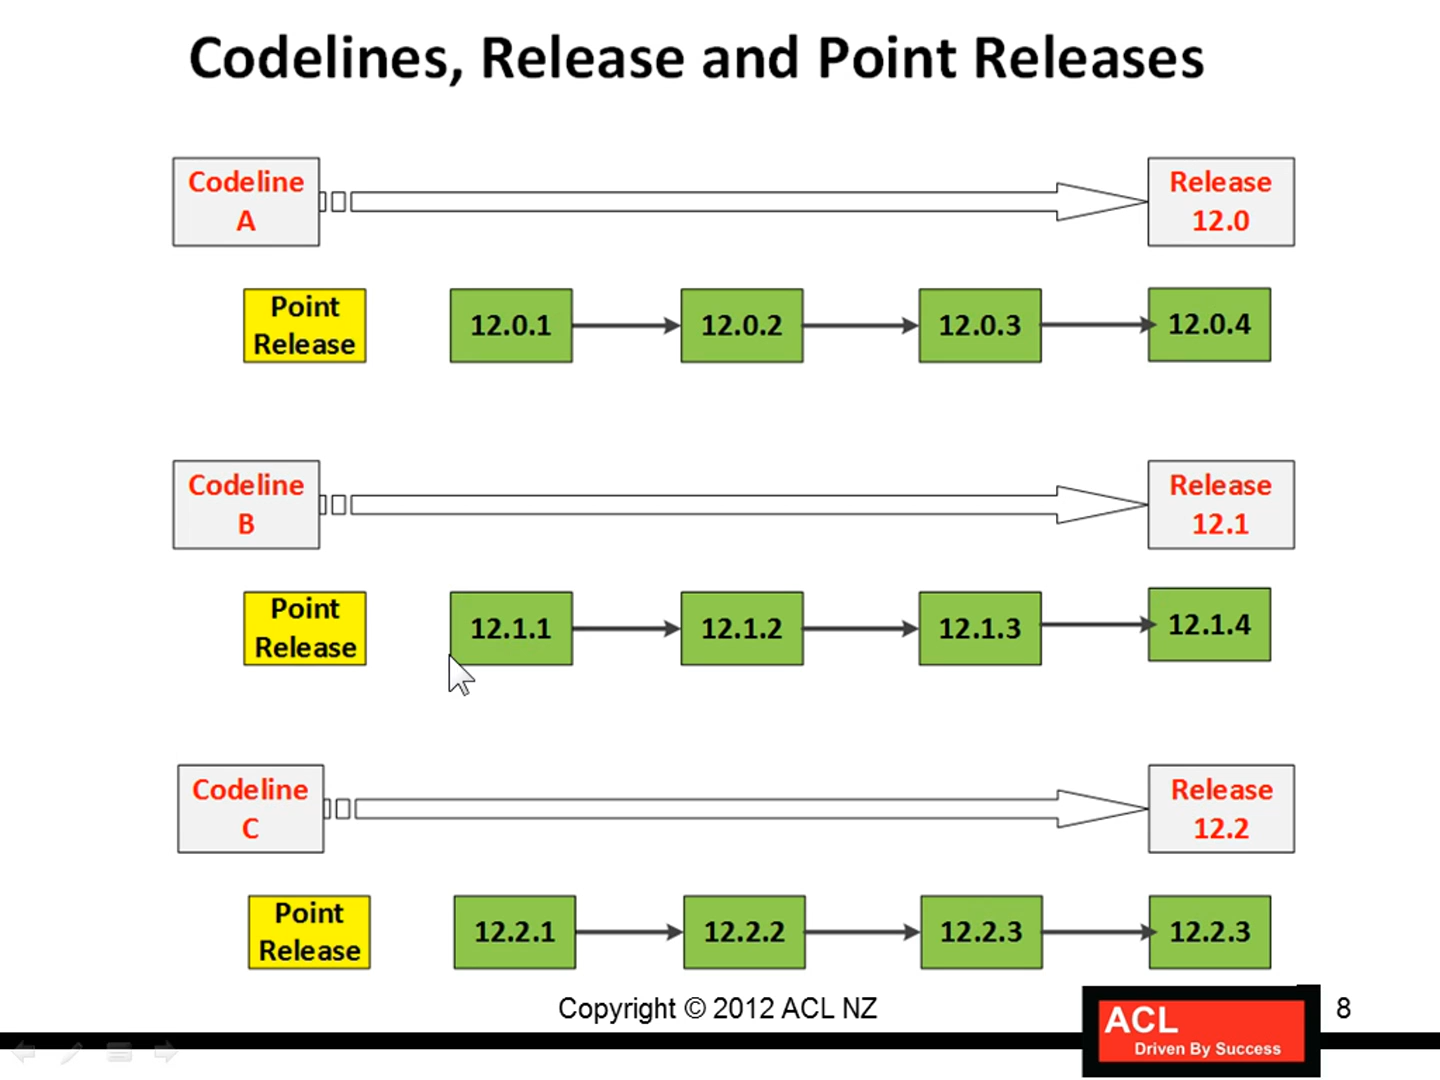 Codelines, Release and Point Releases
Codeline
A
Release
12.0
Point
Release
12.0.1
12.0.2
12.0.3
12.0.4
Codeline
B
Release
12.1
Point
Release
12.1.1
12.1.2
12.1.3
12.1.4
Codeline
C
Release
12.2
Point
Release
12.2.1
12.2.2
12.2.3
12.2.3
Copyright © 2012 ACL NZ
ACL
Driven By Success
8